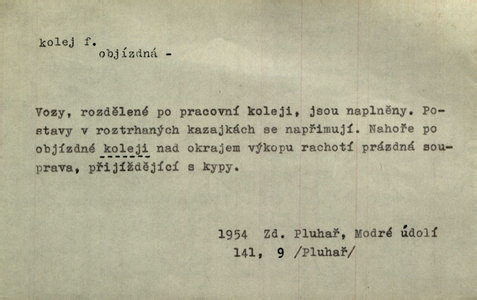 kolej f.
objízdná -
Vozy, rozdělené po pracovní koleji, jsou naplněny. Po-
stavy v roztrhaných kazajkách se napřimují. Nahoře po
objízdné koleji nad okrajem výkopu rachotí prázdná sou-
prava, přijíždějící s kypy.
1954 Zd. Pluhař, Modré údolí
141, 9 /Pluhař/